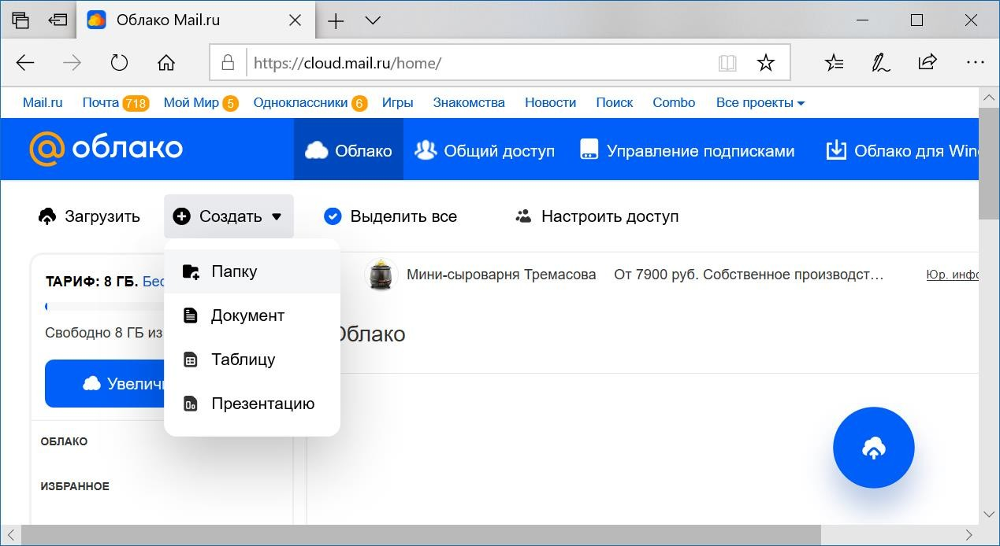 Облако Mail.ru
https://cloud.mail.ru/home/
Mail.ru Почта 718 Мой Мир 5 Одноклассники 6 Игры Знакомства Новости Поиск Combo Все проекты
@облако Облако Общий доступ Управление подписками Облако для Win
Загрузить Создать Выделить все Настроить доступ
ТАРИФ: 8 ГБ. Бес
Папку
Мини-сыроварня Тремасова От 7900 руб. Собственное производст… Юр. инфо
Свободно 8 ГБ из
Документ
Облако
Таблицу
Увеличи
Презентацию
ОБЛАКО
ИЗБРАННОЕ